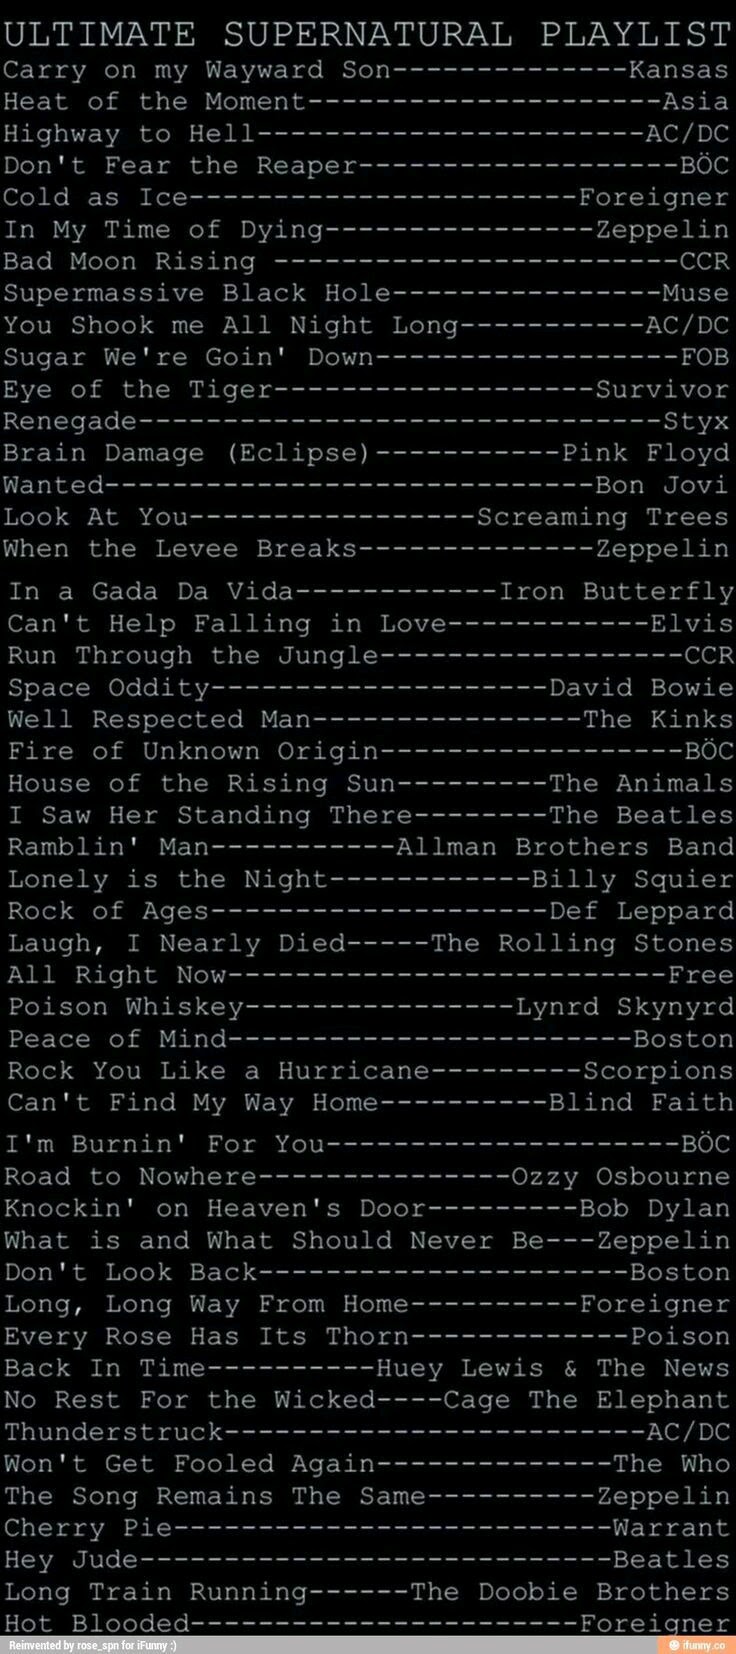 ULTIMATE SUPERNATURAL PLAYLIST
Carry on my Wayward Son--------------Kansas
Heat of the Moment---------------------Asia
Highway to Hell-----------------------AC/DC
Don't Fear the Reaper-------------------BÖC
Cold as Ice-----------------------Foreigner
In My Time of Dying----------------Zeppelin
Bad Moon Rising ------------------------CCR
Supermassive Black Hole----------------Muse
You Shook me All Night Long-----------AC/DC
Sugar We're Goin' Down------------------FOB
Eye of the Tiger-------------------Survivor
Renegade-------------------------------Styx
Brain Damage (Eclipse)-----------Pink Floyd
Wanted-----------------------------Bon Jovi
Look At You-----------------Screaming Trees
When the Levee Breaks--------------Zeppelin
In a Gada Da Vida------------Iron Butterfly
Can't Help Falling in Love------------Elvis
Run Through the Jungle------------------CCR
Space Oddity--------------------David Bowie
Well Respected Man----------------The Kinks
Fire of Unknown Origin------------------BÖC
House of the Rising Sun---------The Animals
I Saw Her Standing There--------The Beatles
Ramblin' Man-----------Allman Brothers Band
Lonely is the Night------------Billy Squier
Rock of Ages--------------------Def Leppard
Laugh, I Nearly Died-----The Rolling Stones
All Right Now--------------------------Free
Poison Whiskey----------------Lynrd Skynyrd
Peace of Mind------------------------Boston
Rock You Like a Hurricane---------Scorpions
Can't Find My Way Home----------Blind Faith
I'm Burnin' For You---------------------BÖC
Road to Nowhere---------------Ozzy Osbourne
Knockin' on Heaven's Door---------Bob Dylan
What is and What Should Never Be---Zeppelin
Don't Look Back----------------------Boston
Long, Long Way From Home----------Foreigner
Every Rose Has Its Thorn-------------Poison
Back In Time----------Huey Lewis & The News
No Rest For the Wicked----Cage The Elephant
Thunderstruck-------------------------AC/DC
Won't Get Fooled Again--------------The Who
The Song Remains The Same----------Zeppelin
Cherry Pie--------------------------Warrant
Hey Jude----------------------------Beatles
Long Train Running------The Doobie Brothers
Hot Blooded-----------------------Foreigner
Reinvented by rose_spn for iFunny :)
ifunny.co